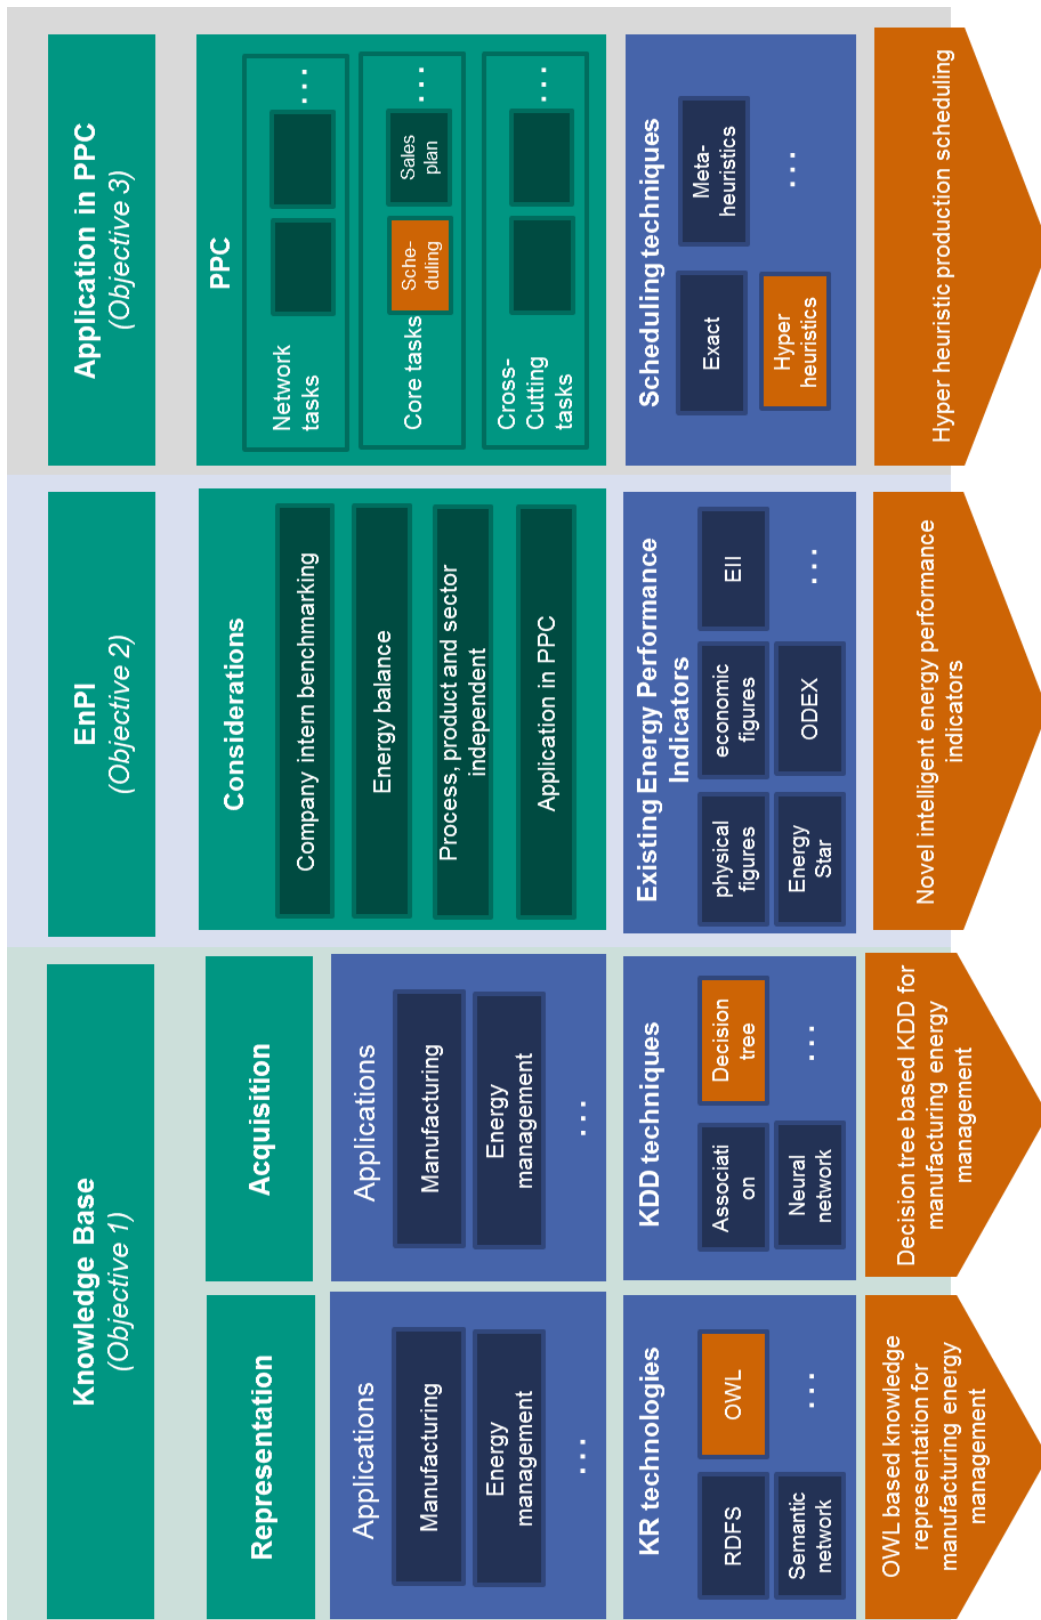 Knowledge Base
(Objective 1)
Representation
Applications
Manufacturing
Energy
management
...
KR technologies
RDFS
OWL
Semantic
network
...
OWL based knowledge
representation for
manufacturing energy
management
Acquisition
Applications
Manufacturing
Energy
management
...
KDD techniques
Associati
on
Decision
tree
Neural
network
...
Decision tree based KDD for
manufacturing energy
management
EnPI
(Objective 2)
Considerations
Company intern benchmarking
Energy balance
Process, product and sector
independent
Application in PPC
Existing Energy Performance
Indicators
physical
figures
economic
figures
EII
Energy
Star
ODEX
...
Novel intelligent energy performance
indicators
Application in PPC
(Objective 3)
PPC
Network
tasks
...
Core tasks
Sche-
duling
Sales
plan
...
Cross-
Cutting
tasks
...
Scheduling techniques
Exact
Meta-
heuristics
Hyper
heuristics
...
Hyper heuristic production scheduling